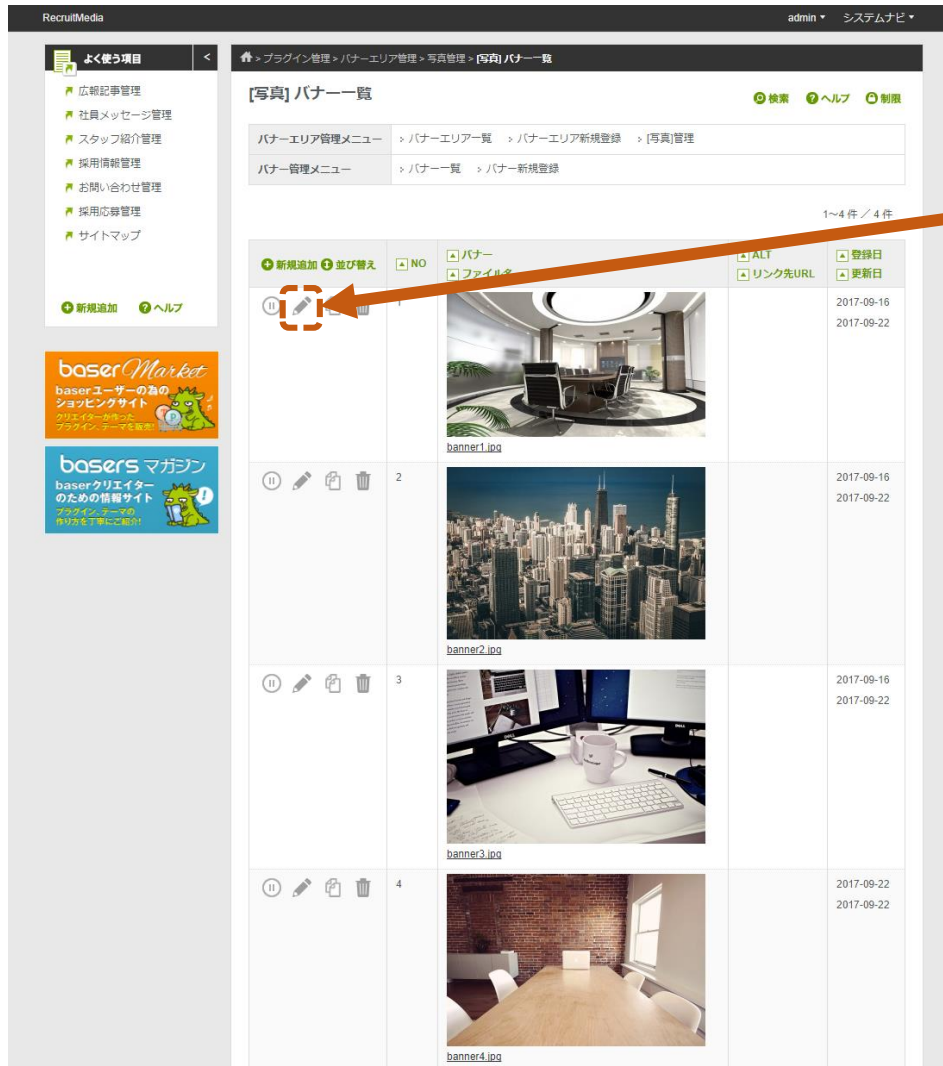 RecruitMedia
admin ▼ システムナビ ▼
よく使う項目 <
広報記事管理
社員メッセージ管理
スタッフ紹介管理
採用情報管理
お問い合わせ管理
採用応募管理
サイトマップ
新規追加 ヘルプ
baser Market
baserユーザーの為の
ショッピングサイト
クリエイターが作った
プラグイン、テーマを販売!
basers マガジン
baserクリエイター
のための情報サイト
プラグイン、テーマの
作り方を丁寧にご紹介!
> プラグイン管理 > バナーエリア管理 > 写真管理 > [写真] バナー一覧
[写真] バナー一覧
検索 ヘルプ 制限
バナーエリア管理メニュー > バナーエリア一覧 > バナーエリア新規登録 > [写真]管理
バナー管理メニュー > バナー一覧 > バナー新規登録
1~4 件 / 4 件
新規追加 並び替え NO
バナー
ファイル名
ALT
リンク先URL
登録日
更新日
1
2017-09-16
2017-09-22
banner1.jpg
2
2017-09-16
2017-09-22
banner2.jpg
3
2017-09-16
2017-09-22
DELL
banner3.jpg
4
2017-09-22
2017-09-22
banner4.jpg